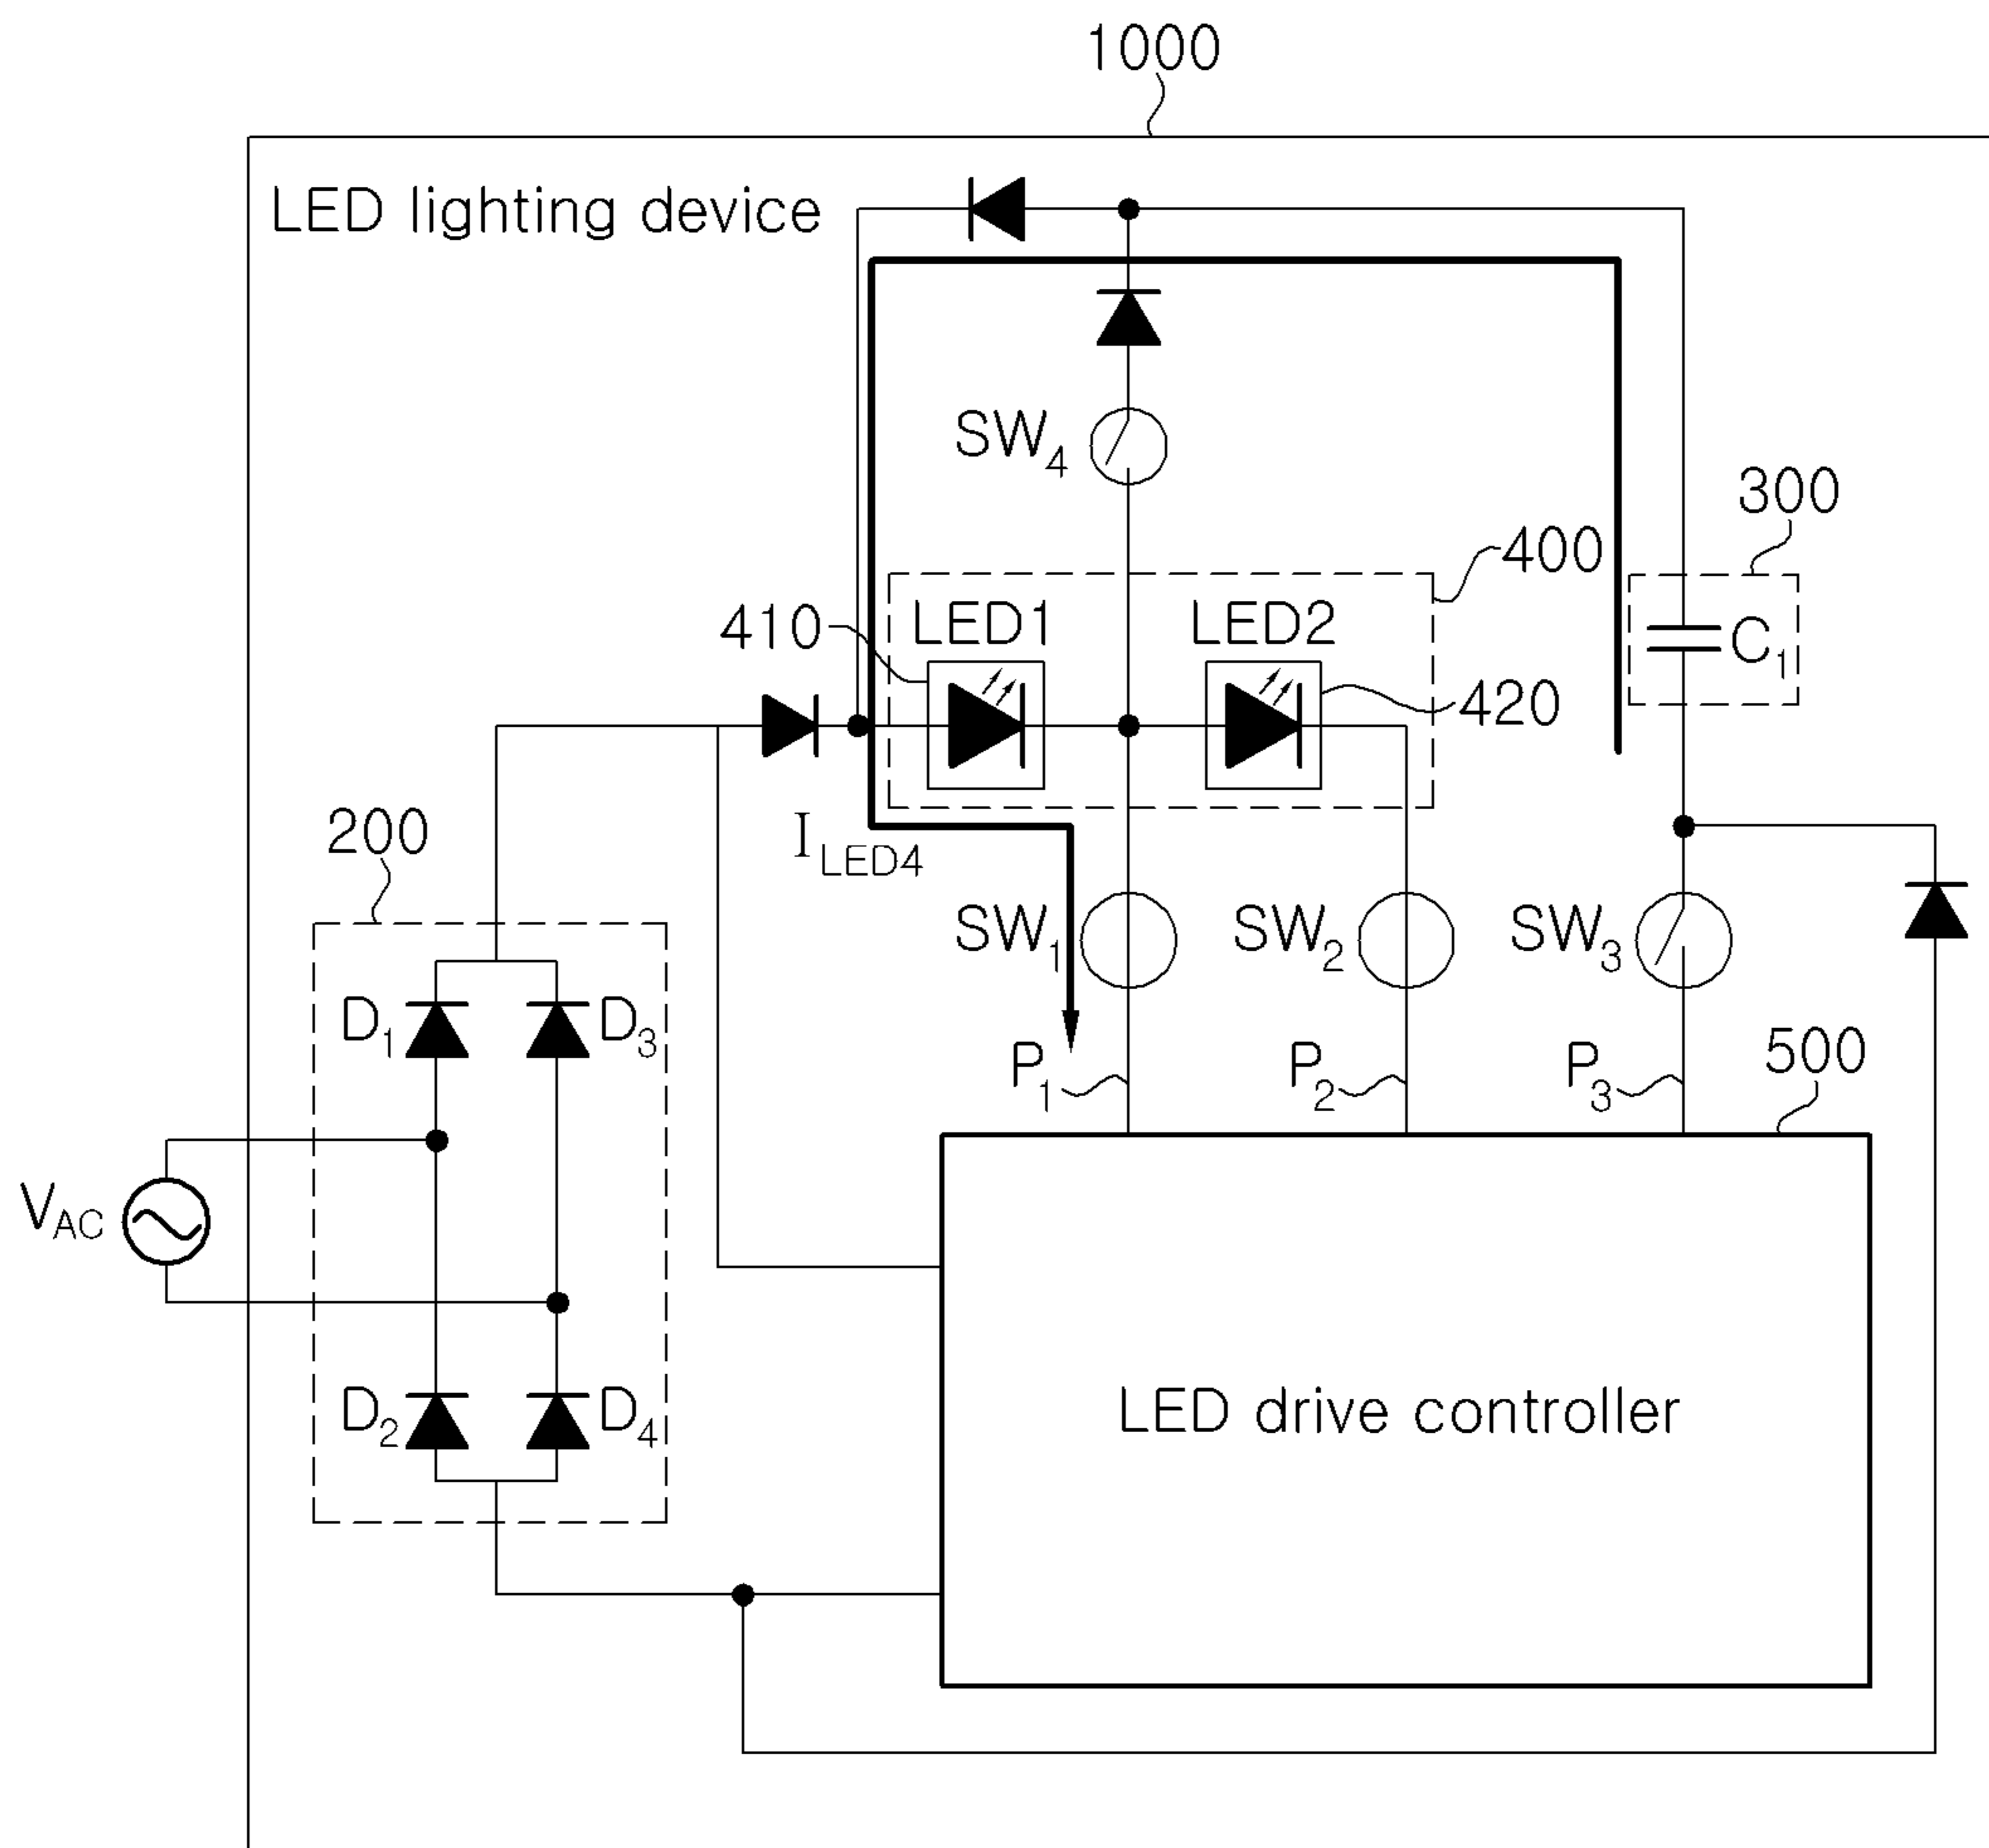 1000
LED lighting device
SW4
300
400
410
LED1
LED2
C1
420
200
ILED4
SW1
SW2
SW3
D1
D3
P1
P2
P3
500
VAC
D2
D4
LED drive controller